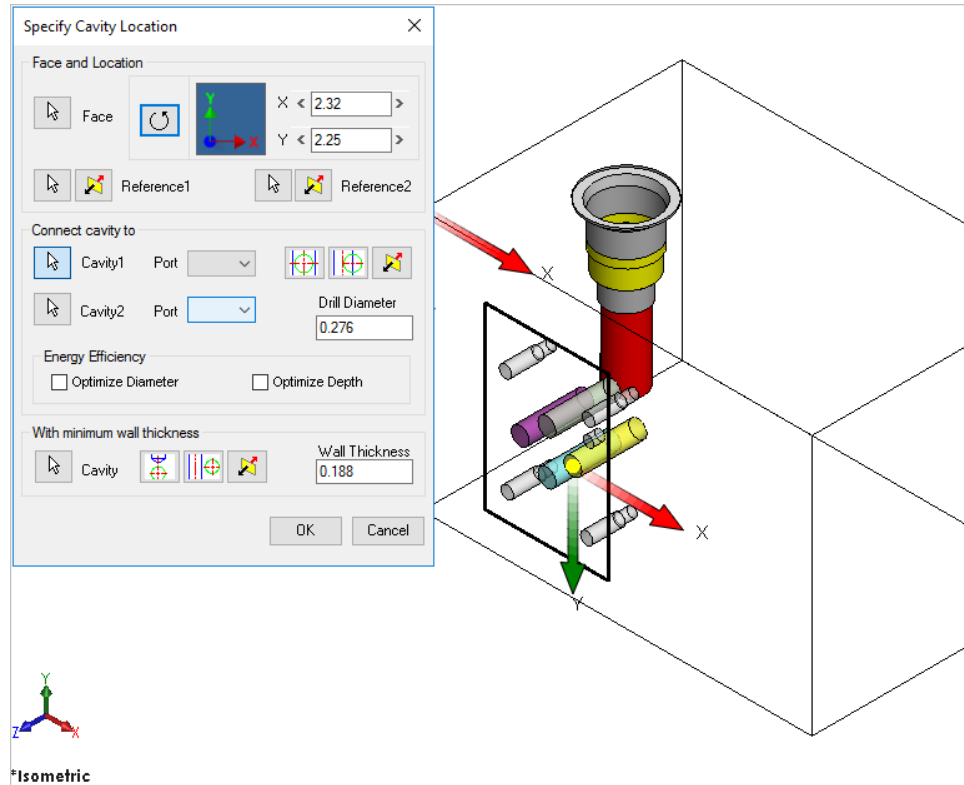 Specify Cavity Location
Face and Location
Face
Y
X
X < 2.32 >
Y < 2.25 >
Reference1
Reference2
Connect cavity to
Cavity1 Port
Cavity2 Port
Drill Diameter
0.276
Energy Efficiency
Optimize Diameter
Optimize Depth
With minimum wall thickness
Cavity
Wall Thickness
0.188
OK
Cancel
X
X
Y
Y
Z
X
*Isometric